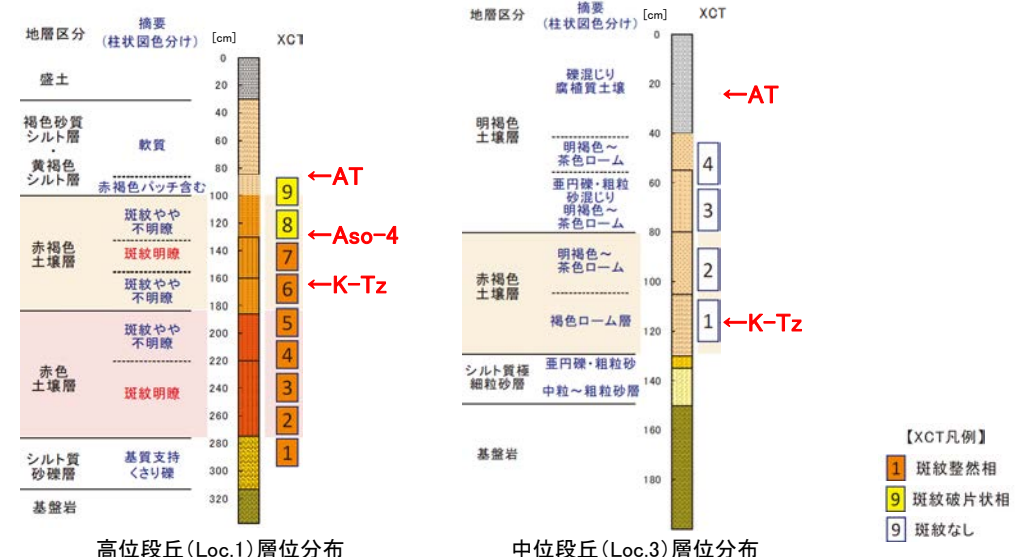 地層区分
摘要
(柱状図色分け)
[cm]
XCT
盛土
褐色砂質
シルト層
・
黄褐色
シルト層
軟質
赤褐色パッチ含む
赤褐色
土壌層
斑紋やや
不明瞭
斑紋明瞭
斑紋やや
不明瞭
赤色
土壌層
斑紋やや
不明瞭
斑紋明瞭
シルト質
砂礫層
基質支持
くさり礫
基盤岩
0
20
40
60
80
100
120
140
160
180
200
220
240
260
280
300
320
9
8
7
6
5
4
3
2
1
←AT
←Aso-4
←K-Tz
高位段丘(Loc.1)層位分布
地層区分
摘要
(柱状図色分け)
[cm]
XCT
明褐色
土壌層
礫混じり
腐植質土壌
明褐色~
茶色ローム
亜円礫・粗粒
砂混じり
明褐色~
茶色ローム
赤褐色
土壌層
明褐色~
茶色ローム
褐色ローム層
シルト質極
細粒砂層
亜円礫・粗粒砂
中粒~粗粒砂層
基盤岩
0
20
40
60
80
100
120
140
160
180
4
3
2
1
←AT
←K-Tz
中位段丘(Loc.3)層位分布
【XCT凡例】
1 斑紋整然相
9 斑紋破片状相
9 斑紋なし